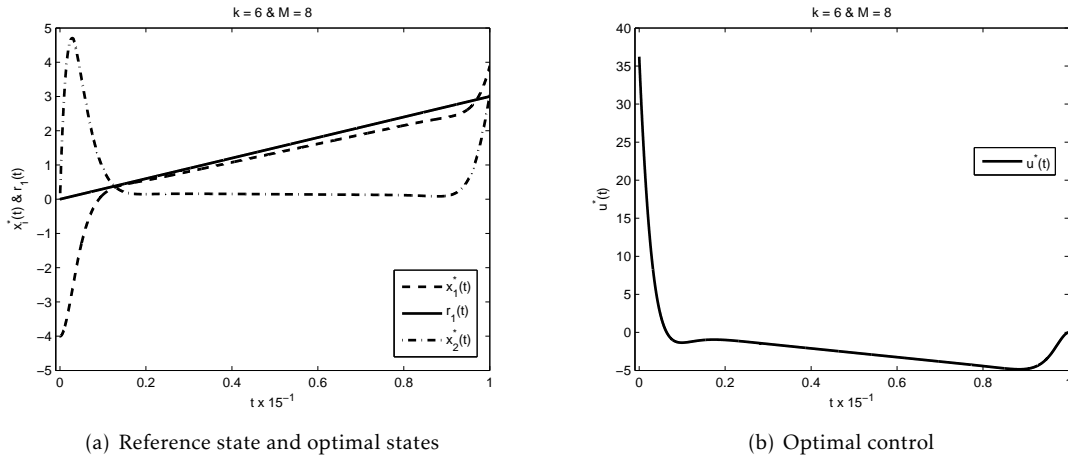 k = 6 & M = 8
5
4
3
2
1
0
−1
−2
−3
−4
−5
x*i(t) & r1(t)
0
0.2
0.4
0.6
0.8
1
t x 15−1
x*1(t)
r1(t)
x*2(t)
(a) Reference state and optimal states
k = 6 & M = 8
40
35
30
25
20
15
10
5
0
−5
u*(t)
0
0.2
0.4
0.6
0.8
1
t x 15−1
u*(t)
(b) Optimal control